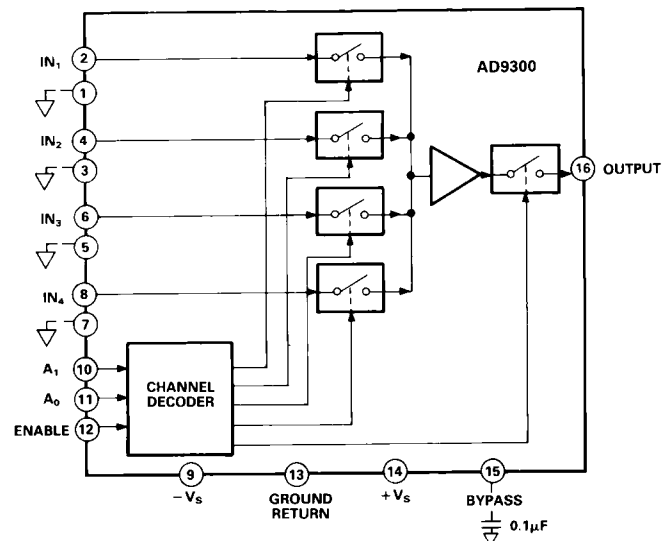 AD9300
IN₁ 2
1
IN₂ 4
3
IN₃ 6
5
IN₄ 8
7
16 OUTPUT
A₁ 10
A₀ 11
ENABLE 12
CHANNEL
DECODER
9 13 14 15
−Vs GROUND
RETURN +Vs BYPASS
0.1μF